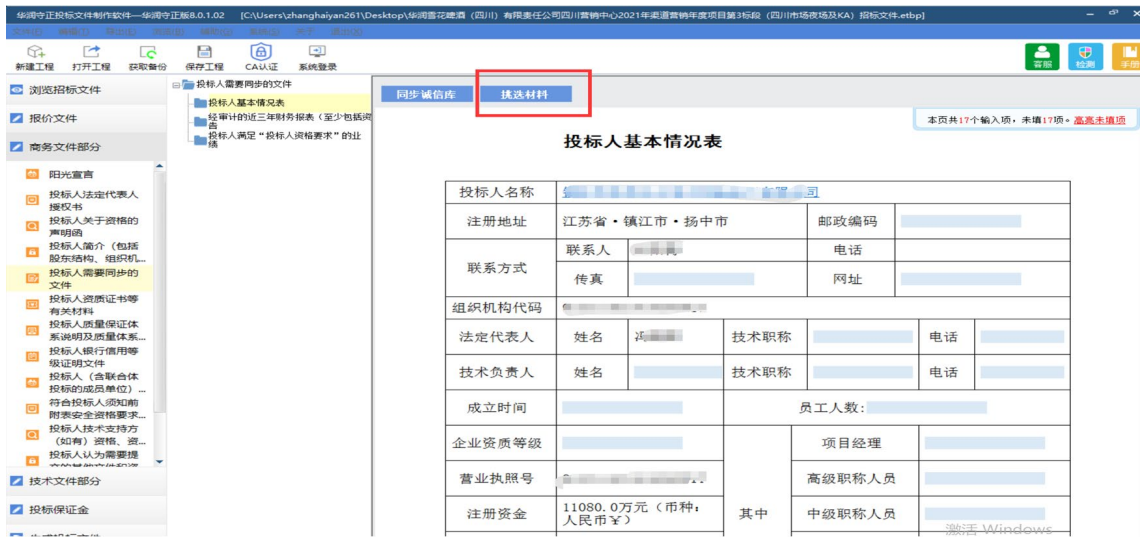 华润守正投标文件制作软件—华润守正版8.0.1.02 [C:\Users\zhanghaiyan261\Desktop\华润雪花啤酒（四川）有限责任公司四川营销中心2021年渠道营销年度项目第3标段（四川市场夜场及KA）招标文件.etbp]
新建工程 打开工程 获取备份 保存工程 CA认证 系统登录 客服 检测 手册
浏览招标文件
报价文件
商务文件部分
阳光宣言
投标人法定代表人
授权书
投标人关于资格的
声明函
投标人简介（包括
股东结构、组织机...
投标人需要同步的
文件
投标人资质证书等
有关材料
投标人质量保证体
系说明及质量体系...
投标人银行信用等
级证明文件
投标人（含联合体
投标的成员单位）...
符合投标人须知前
附表安全资格要求...
投标人技术支持方
（如有）资格、资...
投标人认为需要提
技术文件部分
投标保证金
投标人需要同步的文件
投标人基本情况表
经审计的近三年财务报表（至少包括资
告
投标人满足“投标人资格要求”的业
绩
同步诚信库 挑选材料
本页共17个输入项，未填17项。高亮未填项
投标人基本情况表
投标人名称 司
注册地址 江苏省·镇江市·扬中市 邮政编码
联系方式 联系人 电话
传真 网址
组织机构代码
法定代表人 姓名 冯 技术职称 电话
技术负责人 姓名 技术职称 电话
成立时间 员工人数:
企业资质等级 项目经理
营业执照号 高级职称人员
注册资金 11080.0万元（币种:
人民币￥） 其中 中级职称人员
激活 Windows